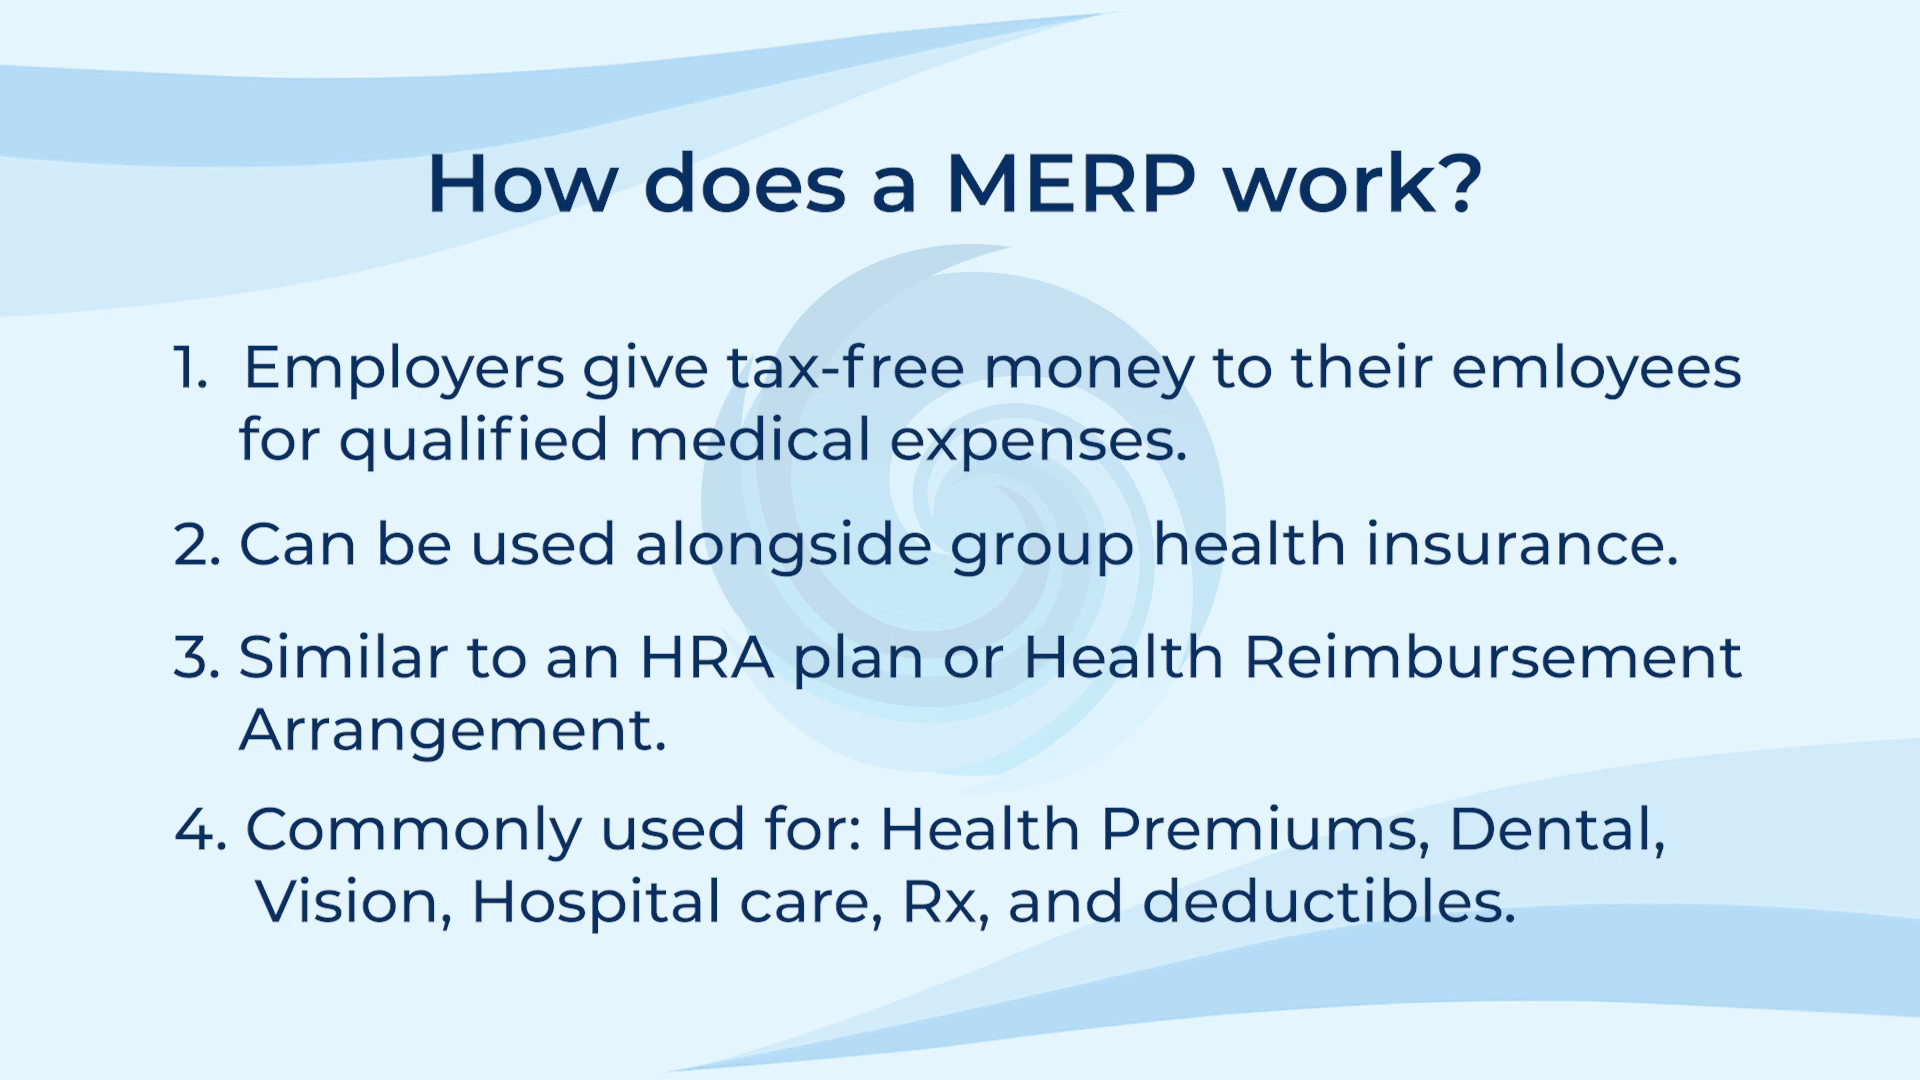 How does a MERP work?
1. Employers give tax-free money to their emloyees
for qualified medical expenses.
2. Can be used alongside group health insurance.
3. Similar to an HRA plan or Health Reimbursement
Arrangement.
4. Commonly used for: Health Premiums, Dental,
Vision, Hospital care, Rx, and deductibles.